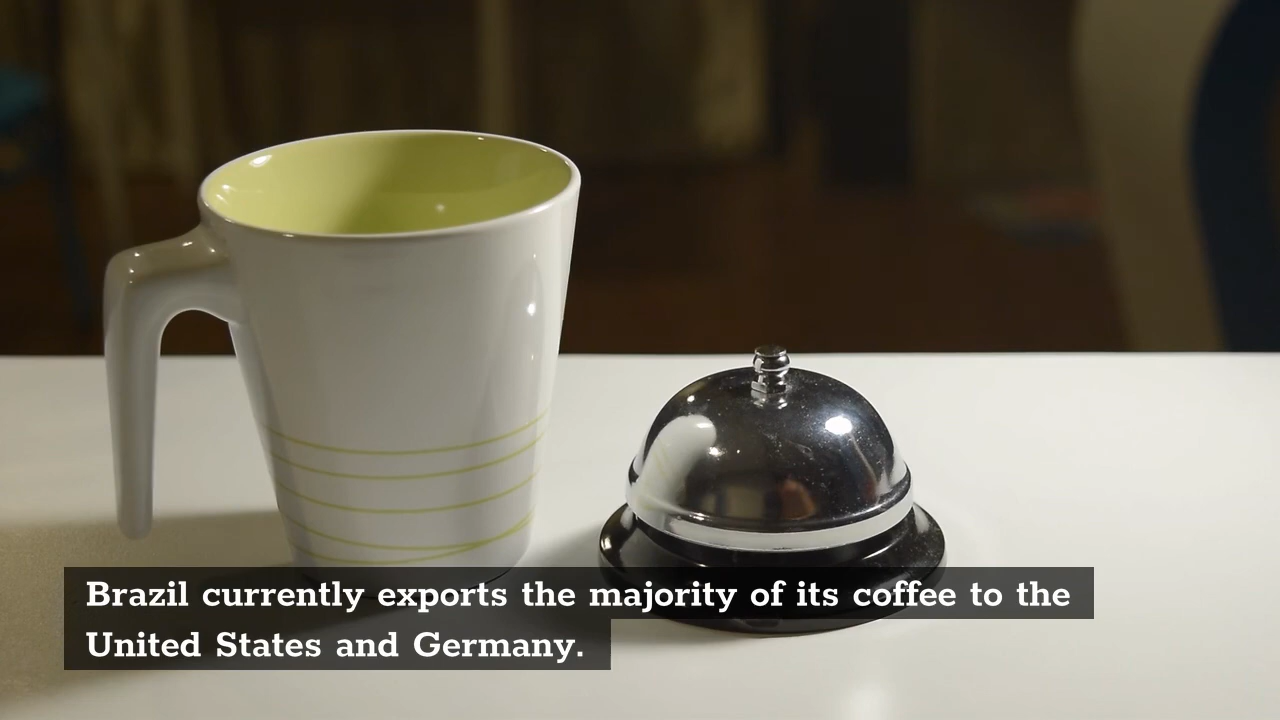 Brazil currently exports the majority of its coffee to the
United States and Germany.